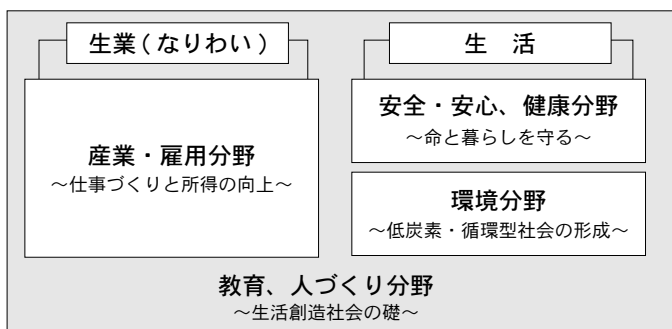 生業(なりわい)
産業・雇用分野
～仕事づくりと所得の向上～
生　活
安全・安心、健康分野
～命と暮らしを守る～
環境分野
～低炭素・循環型社会の形成～
教育、人づくり分野
～生活創造社会の礎～